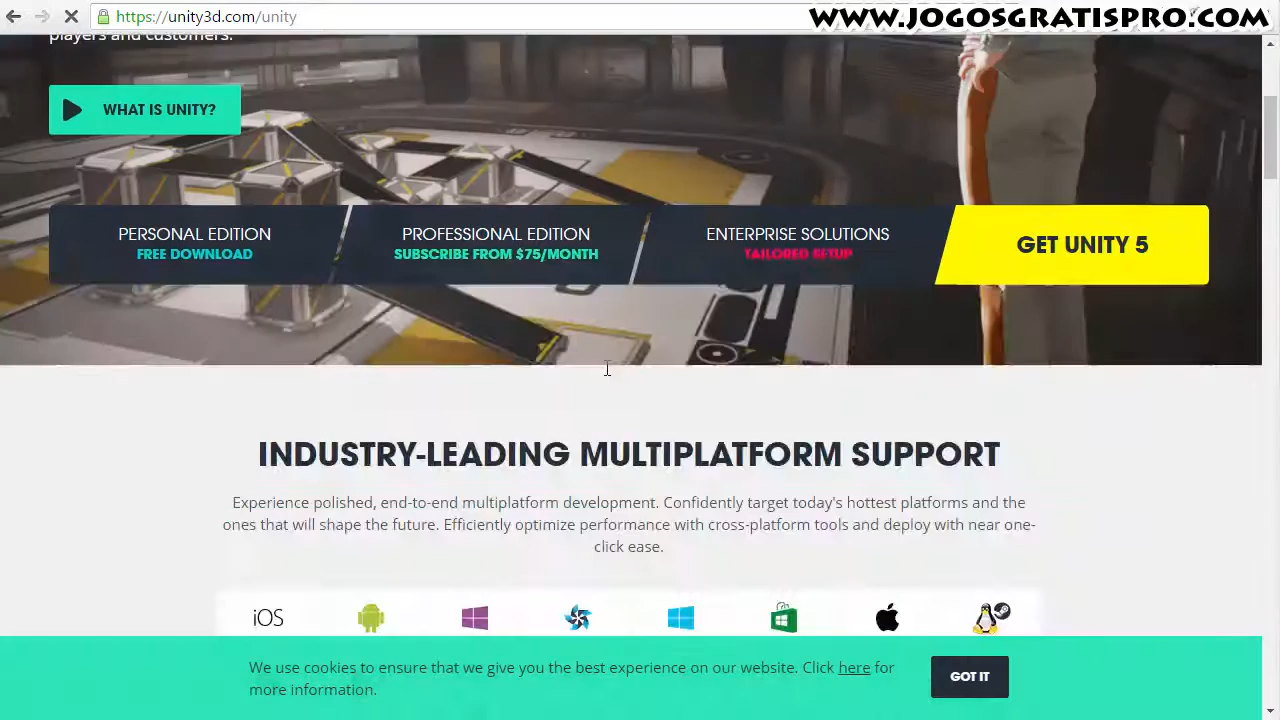 https://unity3d.com/unity
WWW.JOGOSGRATISPRO.COM
players and customers.
WHAT IS UNITY?
PERSONAL EDITION
FREE DOWNLOAD
PROFESSIONAL EDITION
SUBSCRIBE FROM $75/MONTH
ENTERPRISE SOLUTIONS
TAILORED SETUP
GET UNITY 5
INDUSTRY-LEADING MULTIPLATFORM SUPPORT
Experience polished, end-to-end multiplatform development. Confidently target today's hottest platforms and the
ones that will shape the future. Efficiently optimize performance with cross-platform tools and deploy with near one-
click ease.
iOS
We use cookies to ensure that we give you the best experience on our website. Click here for
more information.
GOT IT